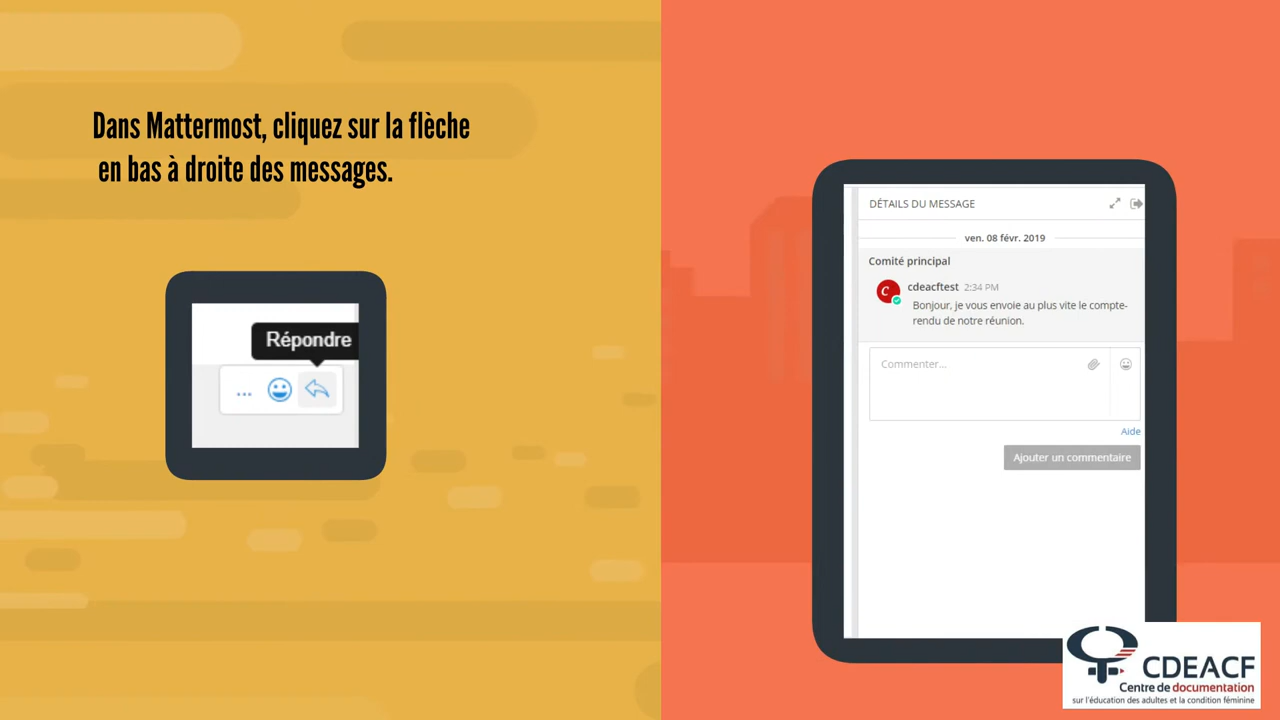 Dans Mattermost, cliquez sur la flèche
en bas à droite des messages.
Répondre
...
DÉTAILS DU MESSAGE
ven. 08 févr. 2019
Comité principal
C
cdeacftest 2:34 PM
Bonjour, je vous envoie au plus vite le compte-
rendu de notre réunion.
Commenter...
Aide
Ajouter un commentaire
CDEACF
Centre de documentation
sur l'éducation des adultes et la condition féminine